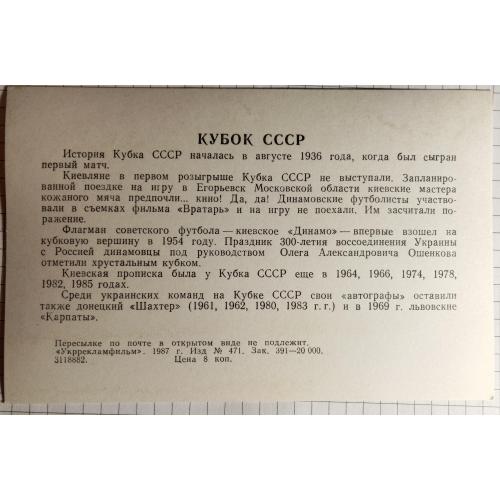 КУБОК СССР
История Кубка СССР началась в августе 1936 года, когда был сыгран
первый матч.
Киевляне в первом розыгрыше Кубка СССР не выступали. Запланиро-
ванной поездке на игру в Егорьевск Московской области киевские мастера
кожаного мяча предпочли... кино! Да, да! Динамовские футболисты участво-
вали в съемках фильма «Вратарь» и на игру не поехали. Им засчитали по-
ражение.
Флагман советского футбола — киевское «Динамо» — впервые взошел на
кубковую вершину в 1954 году. Праздник 300-летия воссоединения Украины
с Россией динамовцы под руководством Олега Александровича Ошенкова
отметили хрустальным кубком.
Киевская прописка была у Кубка СССР еще в 1964, 1966, 1974, 1978,
1982, 1985 годах.
Среди украинских команд на Кубке СССР свои «автографы» оставили
также донецкий «Шахтер» (1961, 1962, 1980, 1983 г. г.) и в 1969 г. львовские
«Карпаты».
Пересылке по почте в открытом виде не подлежит.
«Укррекламфильм». 1987 г. Изд № 471. Зак. 391—20 000.
3118882. Цена 8 коп.